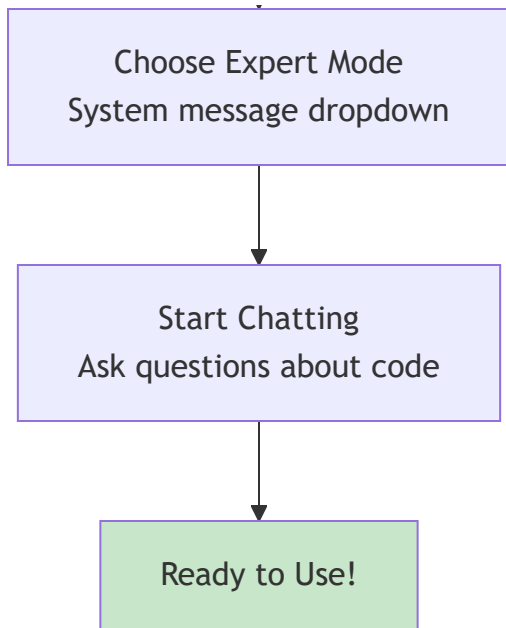 Choose Expert Mode
System message dropdown
Start Chatting
Ask questions about code
Ready to Use!